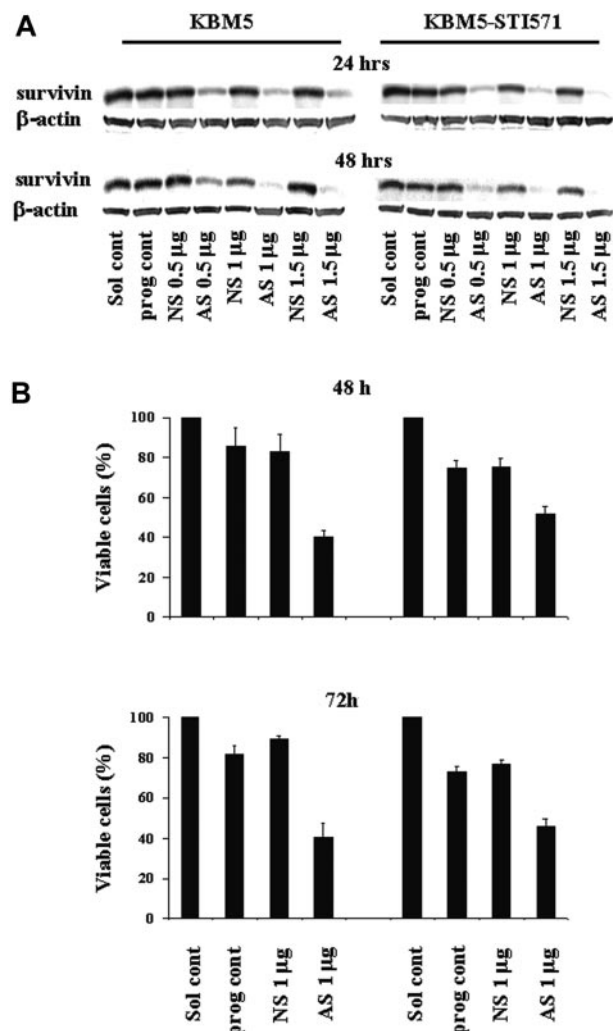 A
KBM5 KBM5-STI571
24 hrs
survivin
β-actin
48 hrs
survivin
β-actin
Sol cont
prog cont
NS 0.5 µg
AS 0.5 µg
NS 1 µg
AS 1 µg
NS 1.5 µg
AS 1.5 µg
Sol cont
prog cont
NS 0.5 µg
AS 0.5 µg
NS 1 µg
AS 1 µg
NS 1.5 µg
AS 1.5 µg
B
48 h
Viable cells (%)
100
80
60
40
20
0
72h
Viable cells (%)
100
80
60
40
20
0
Sol cont
prog cont
NS 1 µg
AS 1 µg
Sol cont
prog cont
NS 1 µg
AS 1 µg